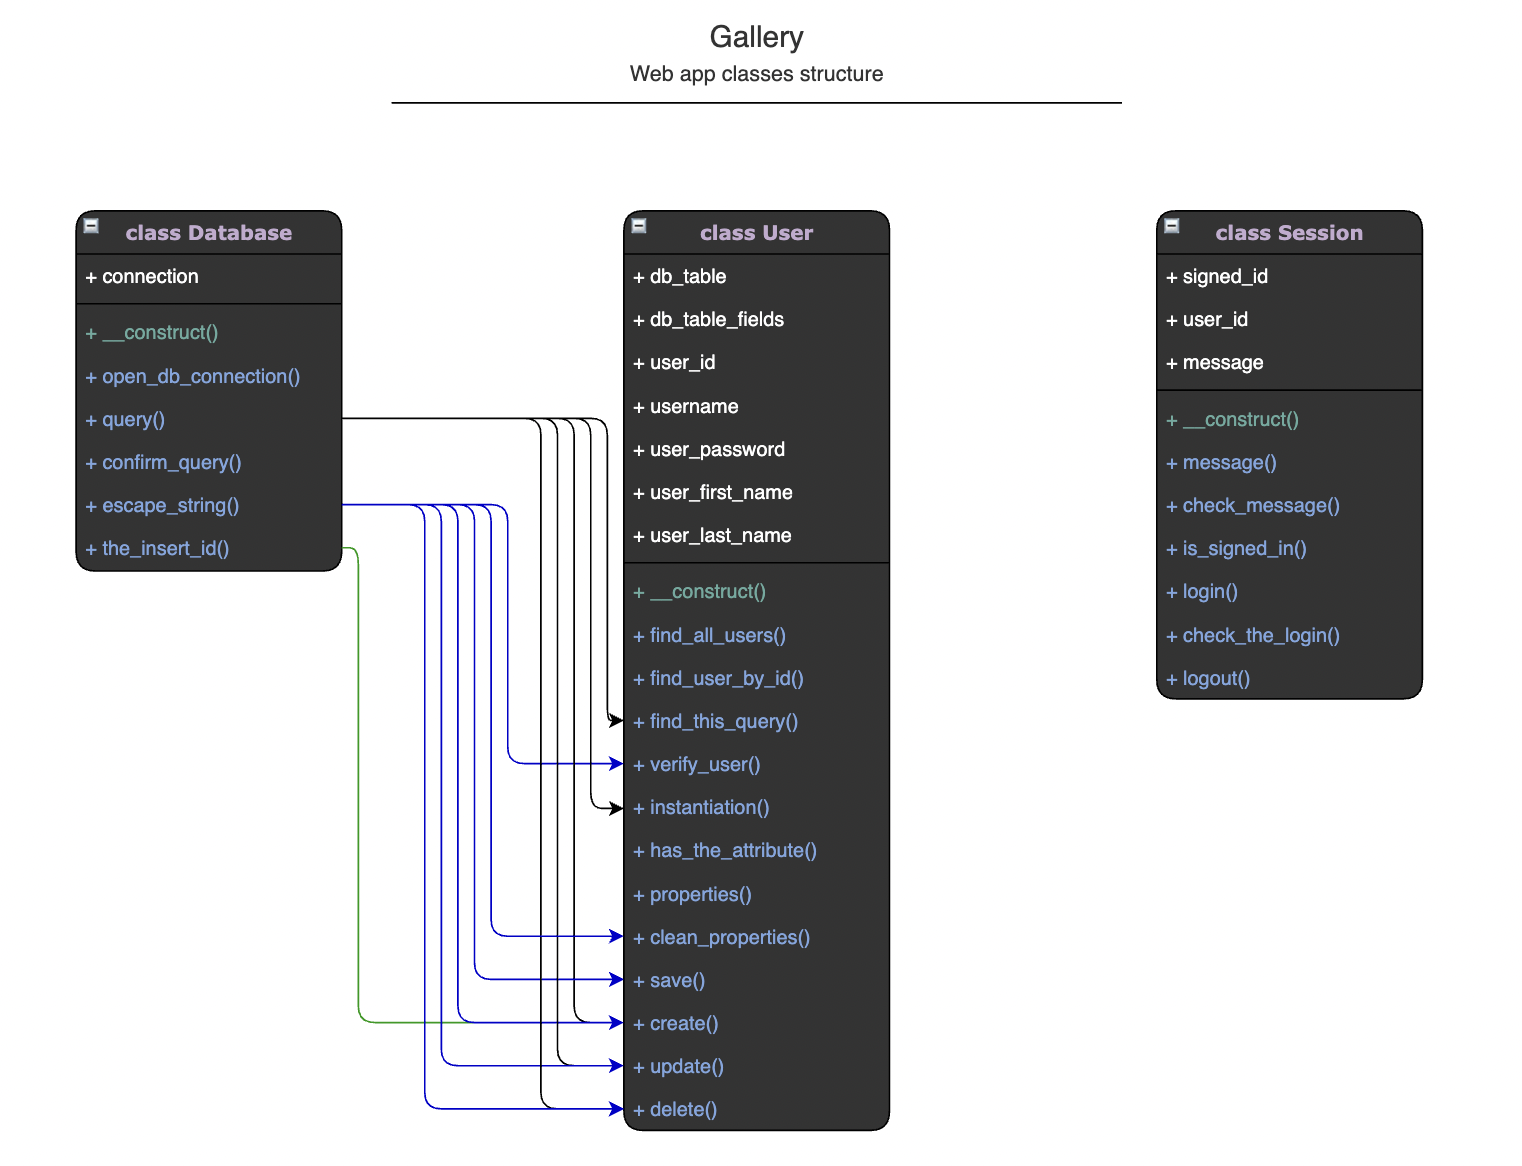 Gallery
Web app classes structure
class Database
+ connection
+ __construct()
+ open_db_connection()
+ query()
+ confirm_query()
+ escape_string()
+ the_insert_id()
class User
+ db_table
+ db_table_fields
+ user_id
+ username
+ user_password
+ user_first_name
+ user_last_name
+ __construct()
+ find_all_users()
+ find_user_by_id()
+ find_this_query()
+ verify_user()
+ instantiation()
+ has_the_attribute()
+ properties()
+ clean_properties()
+ save()
+ create()
+ update()
+ delete()
class Session
+ signed_id
+ user_id
+ message
+ __construct()
+ message()
+ check_message()
+ is_signed_in()
+ login()
+ check_the_login()
+ logout()